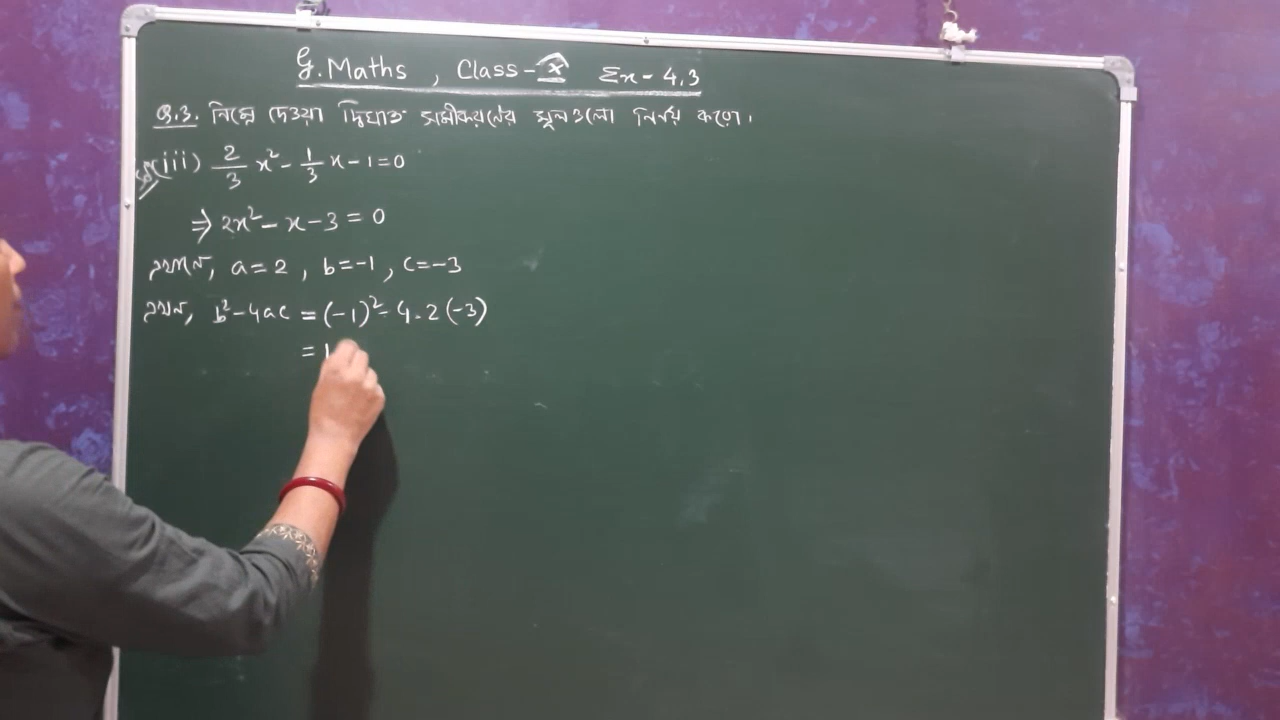 G. Maths , Class - X Ex - 4.3
Q.3. নিম্নে দেওয়া দ্বিঘাত সমীকরণের মূলগুলো নির্ণয় করো।
(iii) 2/3 x² - 1/3 x - 1 = 0
⇒ 2x² - x - 3 = 0
এখানে, a = 2 , b = -1 , c = -3
এখন, b² - 4ac = (-1)² - 4 . 2 (-3)
= 1